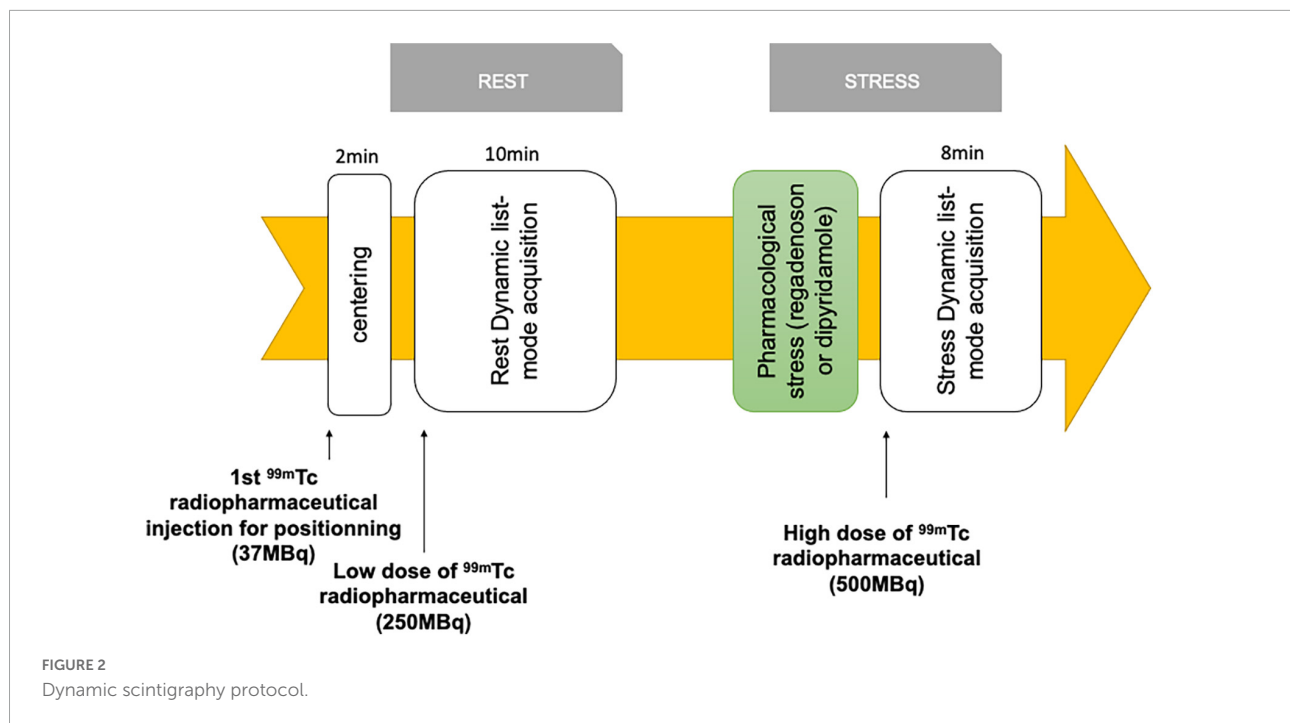 REST
STRESS
2min
10min
8min
centering
Rest Dynamic list-
mode acquisition
Pharmacological
stress (regadenoson
or dipyridamole)
Stress Dynamic list-
mode acquisition
1st ⁹⁹ᵐTc
radiopharmaceutical
injection for positionning
(37MBq)
Low dose of ⁹⁹ᵐTc
radiopharmaceutical
(250MBq)
High dose of ⁹⁹ᵐTc
radiopharmaceutical
(500MBq)
FIGURE 2
Dynamic scintigraphy protocol.